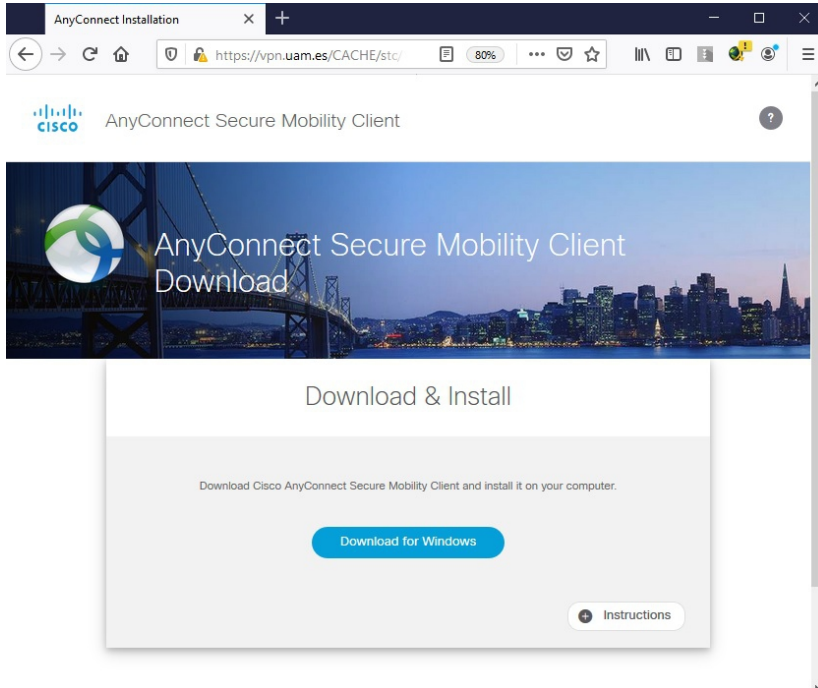 AnyConnect Installation
https://vpn.uam.es/CACHE/stc/
80%
cisco
AnyConnect Secure Mobility Client
?
AnyConnect Secure Mobility Client
Download
Download & Install
Download Cisco AnyConnect Secure Mobility Client and install it on your computer.
Download for Windows
Instructions